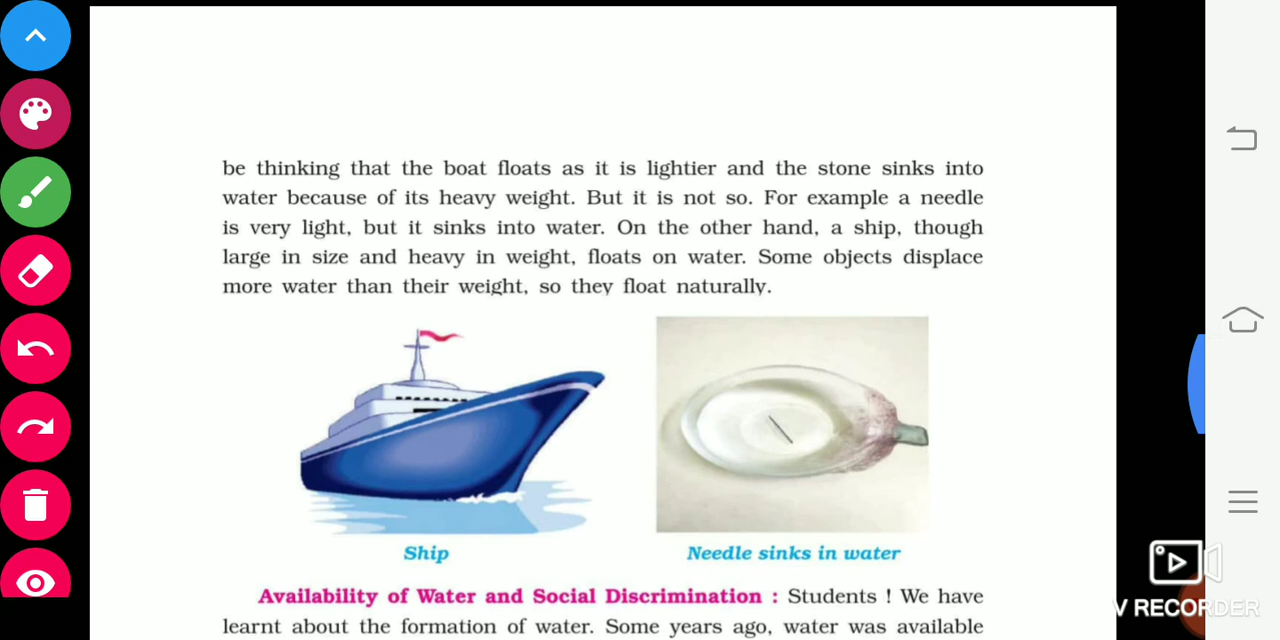 be thinking that the boat floats as it is lightier and the stone sinks into
water because of its heavy weight. But it is not so. For example a needle
is very light, but it sinks into water. On the other hand, a ship, though
large in size and heavy in weight, floats on water. Some objects displace
more water than their weight, so they float naturally.
Ship
Needle sinks in water
Availability of Water and Social Discrimination : Students ! We have
learnt about the formation of water. Some years ago, water was available
V RECORDER